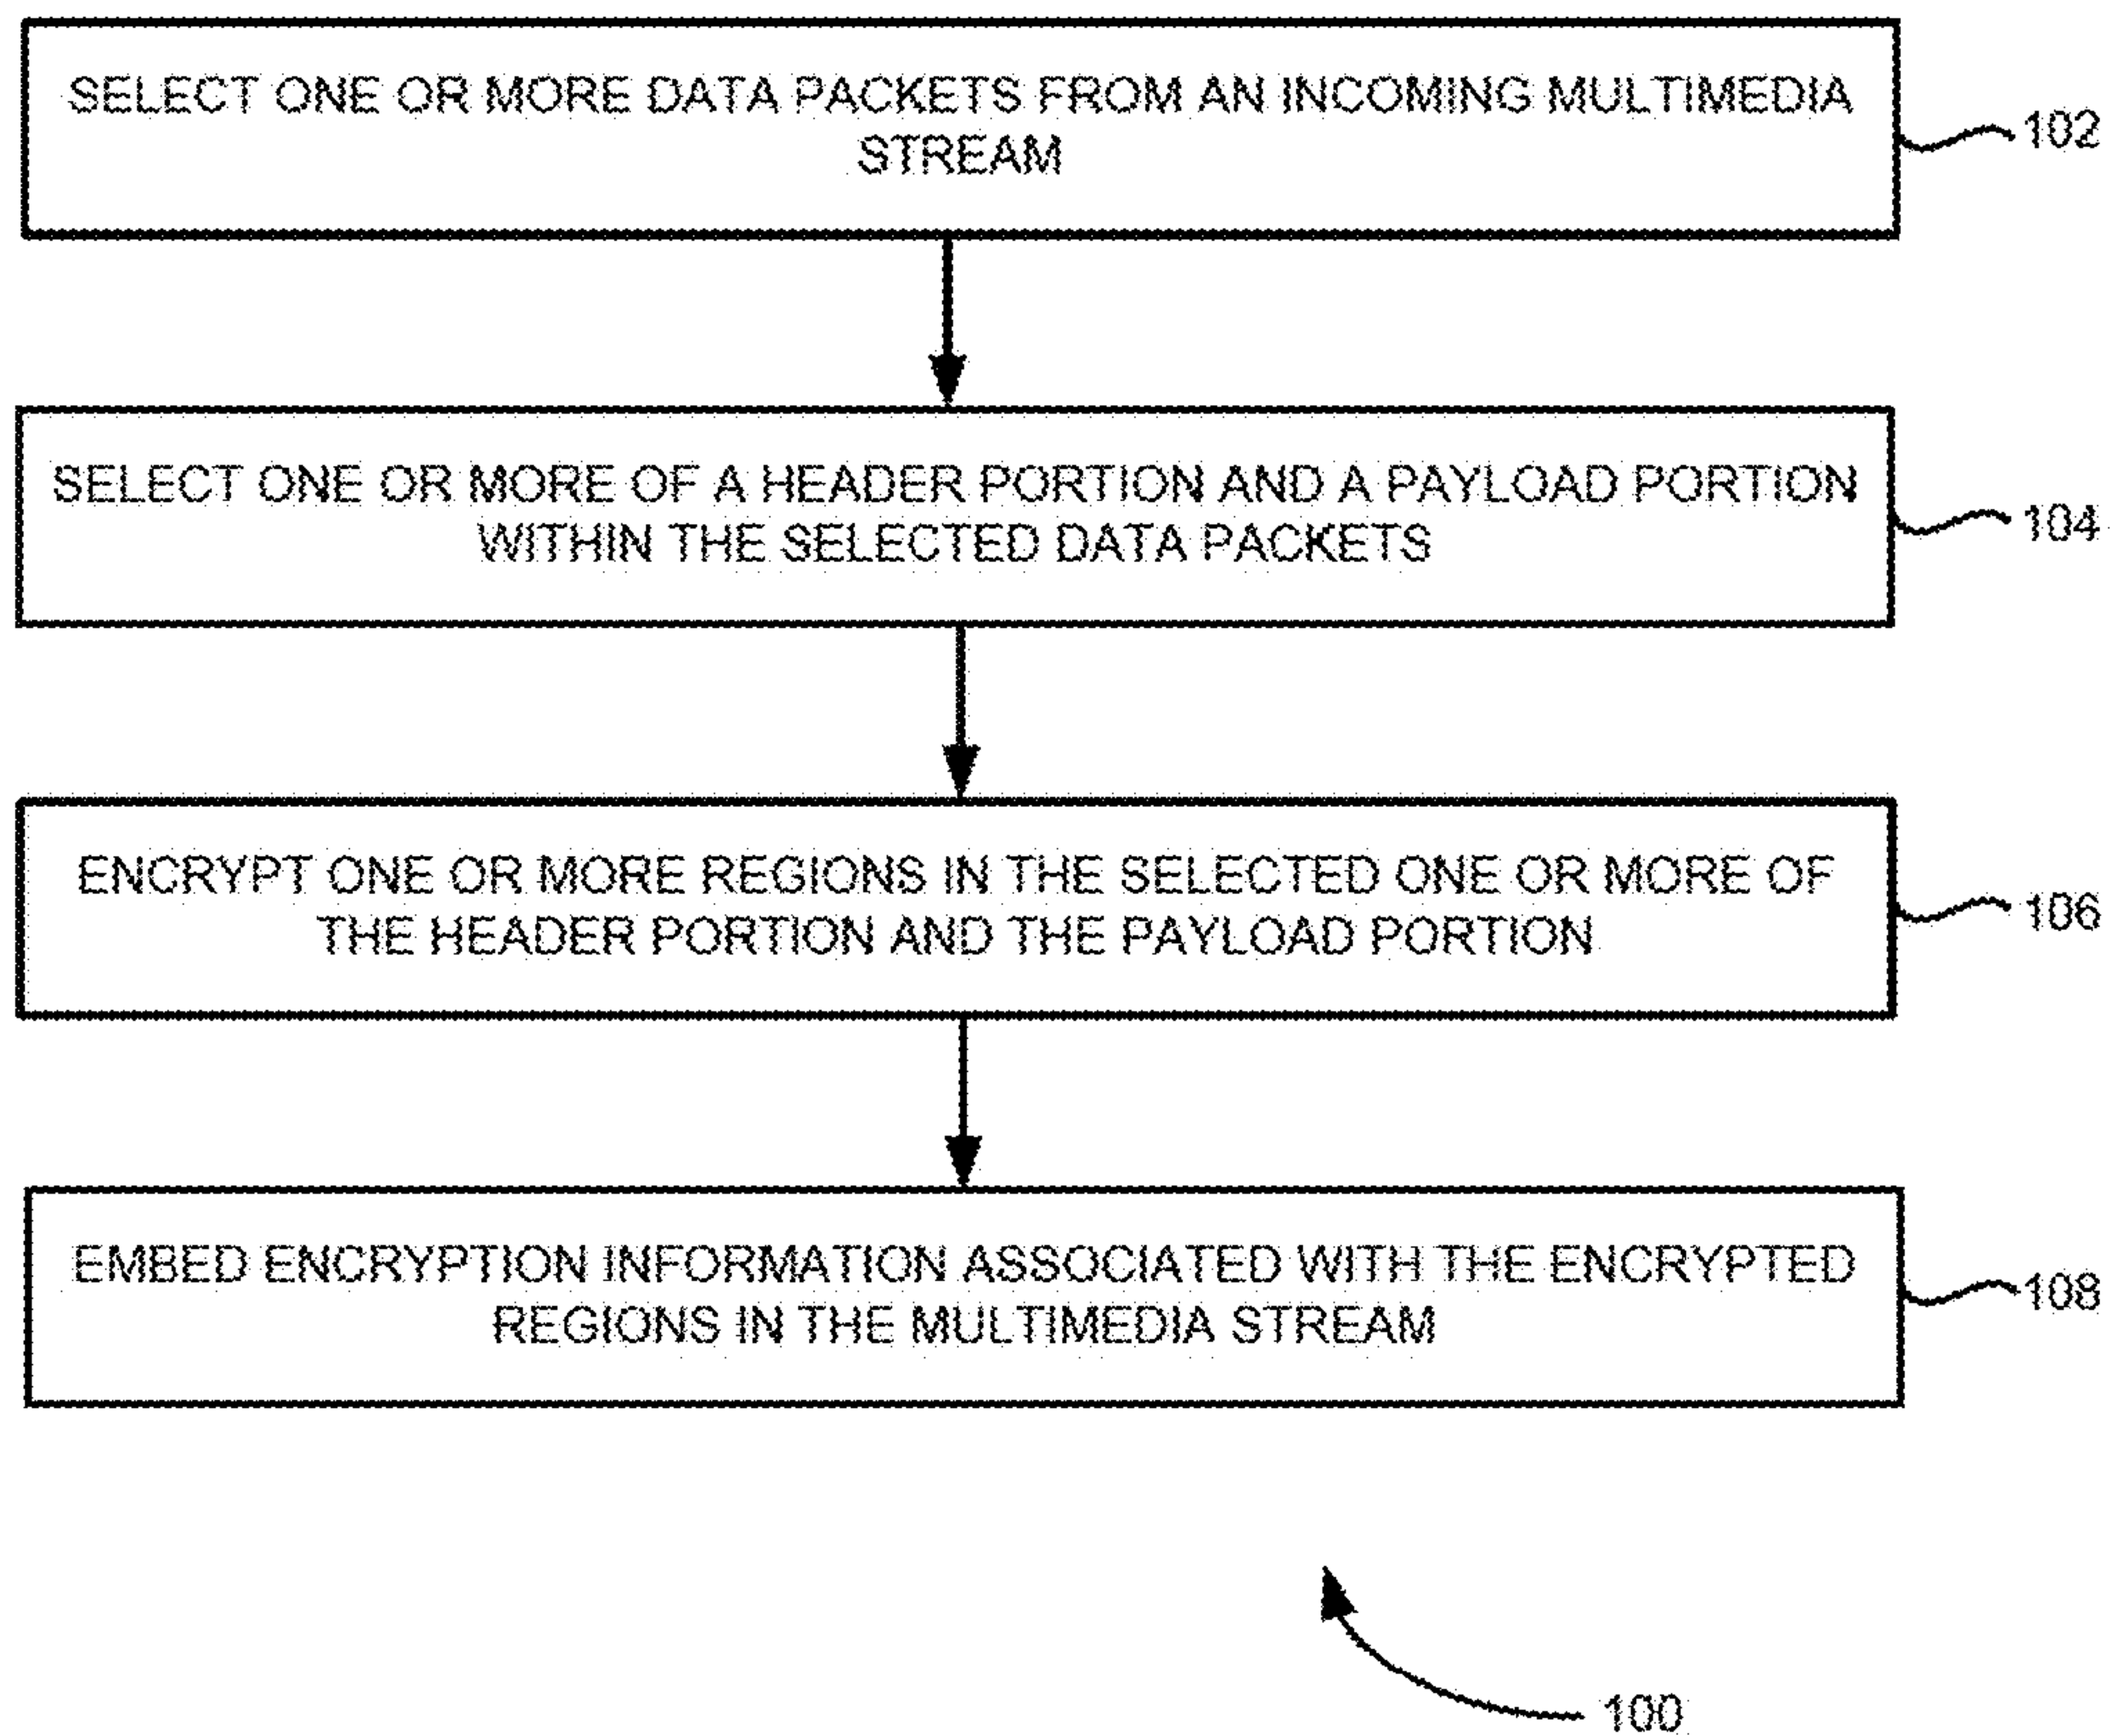 SELECT ONE OR MORE DATA PACKETS FROM AN INCOMING MULTIMEDIA
STREAM
102
SELECT ONE OR MORE OF A HEADER PORTION AND A PAYLOAD PORTION
WITHIN THE SELECTED DATA PACKETS
104
ENCRYPT ONE OR MORE REGIONS IN THE SELECTED ONE OR MORE OF
THE HEADER PORTION AND THE PAYLOAD PORTION
106
EMBED ENCRYPTION INFORMATION ASSOCIATED WITH THE ENCRYPTED
REGIONS IN THE MULTIMEDIA STREAM
108
100